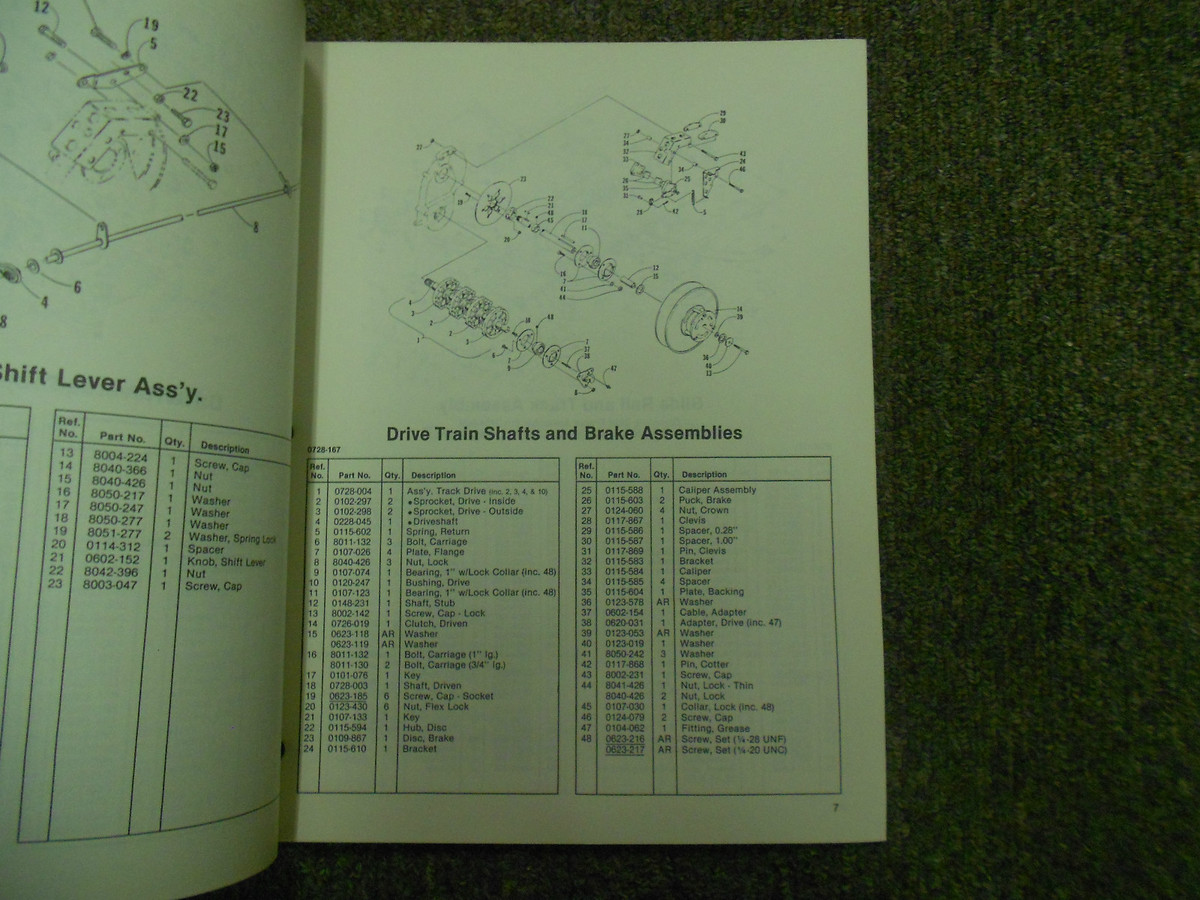 12
19
5
22
23
17
15
8
6
4
8
Shift Lever Ass'y.
Ref. No. Part No. Qty. Description
13 8004-224 1 Screw, Cap
14 8040-366 1 Nut
15 8040-426 1 Nut
16 8050-217 1 Washer
17 8050-247 1 Washer
18 8050-277 1 Washer
19 8051-277 2 Washer, Spring Lock
20 0114-312 1 Spacer
21 0602-152 1 Knob, Shift Lever
22 8042-396 1 Nut
23 8003-047 1 Screw, Cap
Drive Train Shafts and Brake Assemblies
0728-167
Ref. No. Part No. Qty. Description
1 0728-004 1 Ass'y. Track Drive (inc. 2, 3, 4, & 10)
2 0102-297 2 •Sprocket, Drive - Inside
3 0102-298 2 •Sprocket, Drive - Outside
4 0228-045 1 •Driveshaft
5 0115-602 1 Spring, Return
6 8011-132 3 Bolt, Carriage
7 0107-026 4 Plate, Flange
8 8040-426 3 Nut, Lock
9 0107-074 1 Bearing, 1" w/Lock Collar (inc. 48)
10 0120-247 1 Bushing, Drive
11 0107-123 1 Bearing, 1" w/Lock Collar (inc. 48)
12 0148-231 1 Shaft, Stub
13 8002-142 1 Screw, Cap - Lock
14 0726-019 1 Clutch, Driven
15 0623-118 AR Washer
0623-119 AR Washer
16 8011-132 1 Bolt, Carriage (1" lg.)
8011-130 2 Bolt, Carriage (3/4" lg.)
17 0101-076 1 Key
18 0728-003 1 Shaft, Driven
19 0623-185 6 Screw, Cap - Socket
20 0123-430 6 Nut, Flex Lock
21 0107-133 1 Key
22 0115-594 1 Hub, Disc
23 0109-867 1 Disc, Brake
24 0115-610 1 Bracket
Ref. No. Part No. Qty. Description
25 0115-588 1 Caliper Assembly
26 0115-603 2 Puck, Brake
27 0124-060 4 Nut, Crown
28 0117-867 1 Clevis
29 0115-586 1 Spacer, 0.28"
30 0115-587 1 Spacer, 1.00"
31 0117-869 1 Pin, Clevis
32 0115-583 1 Bracket
33 0115-584 1 Caliper
34 0115-585 4 Spacer
35 0115-604 1 Plate, Backing
36 0123-578 AR Washer
37 0602-154 1 Cable, Adapter
38 0620-031 1 Adapter, Drive (inc. 47)
39 0123-053 AR Washer
40 0123-019 1 Washer
41 8050-242 3 Washer
42 0117-868 1 Pin, Cotter
43 8002-231 1 Screw, Cap
44 8041-426 1 Nut, Lock - Thin
8040-426 2 Nut, Lock
45 0107-030 1 Collar, Lock (inc. 48)
46 0124-079 2 Screw, Cap
47 0104-062 1 Fitting, Grease
48 0623-216 AR Screw, Set (¼-28 UNF)
0623-217 AR Screw, Set (¼-20 UNC)
7